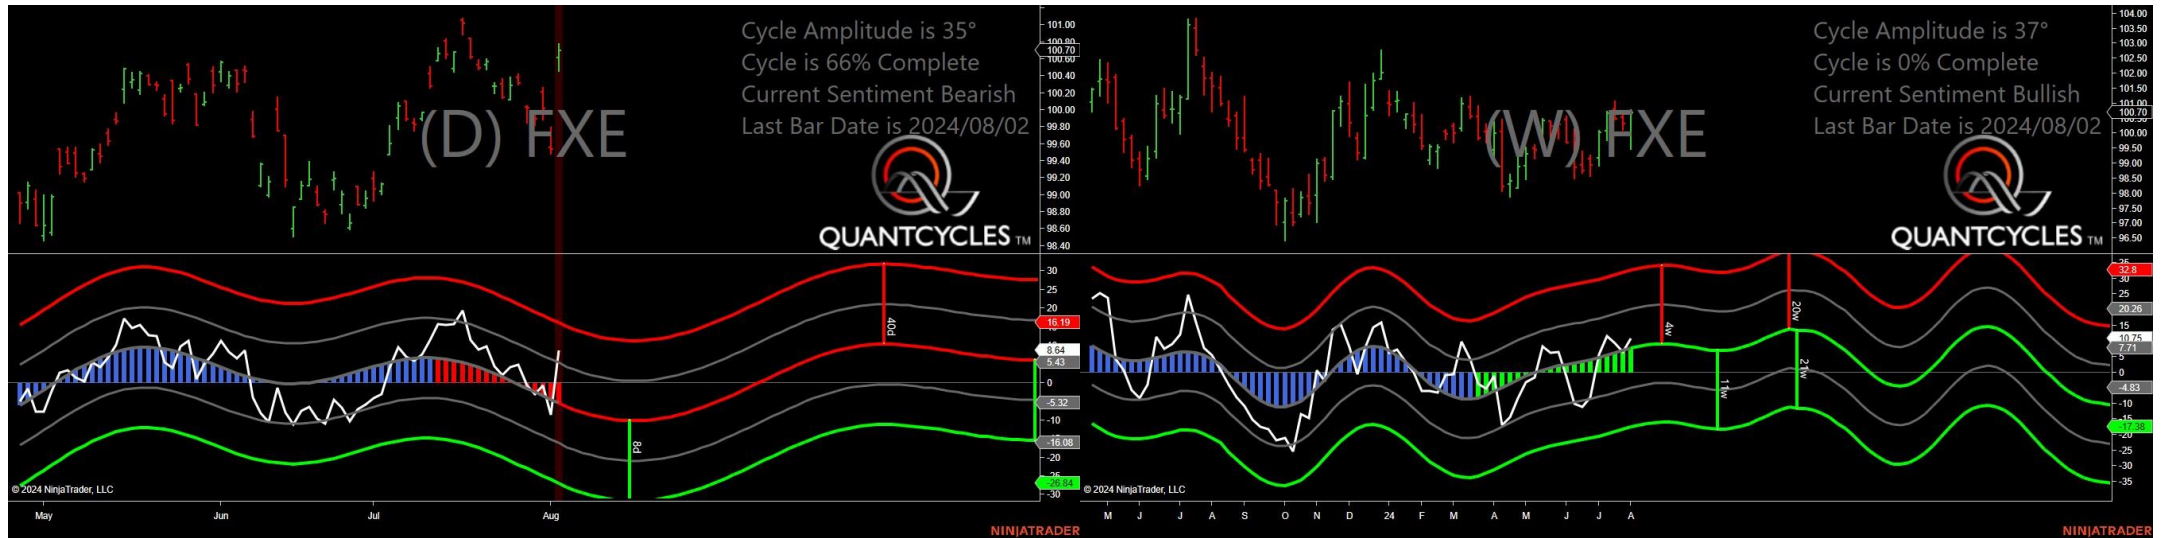 Cycle Amplitude is 35°
Cycle is 66% Complete
Current Sentiment Bearish
Last Bar Date is 2024/08/02
(D) FXE
QUANTCYCLES TM
101.00
100.80
100.70
100.60
100.40
100.20
100.00
99.80
99.60
99.40
99.20
99.00
98.80
98.60
98.40
30
25
20
16.19
8.64
5.43
0
-5.32
-10
-16.08
-20
-26.84
-30
40d
8d
© 2024 NinjaTrader, LLC
May Jun Jul Aug
NINJATRADER
Cycle Amplitude is 37°
Cycle is 0% Complete
Current Sentiment Bullish
Last Bar Date is 2024/08/02
(W) FXE
QUANTCYCLES TM
104.00
103.50
103.00
102.50
102.00
101.50
101.00
100.70
100.00
99.50
99.00
98.50
98.00
97.50
97.00
96.50
32.8
30
25
20.26
15
10.75
7.71
0
-4.83
-10
-15
-17.38
-20
-25
-30
-35
4w
20w
11w
21w
© 2024 NinjaTrader, LLC
M J J A S O N D 24 F M A M J J A
NINJATRADER